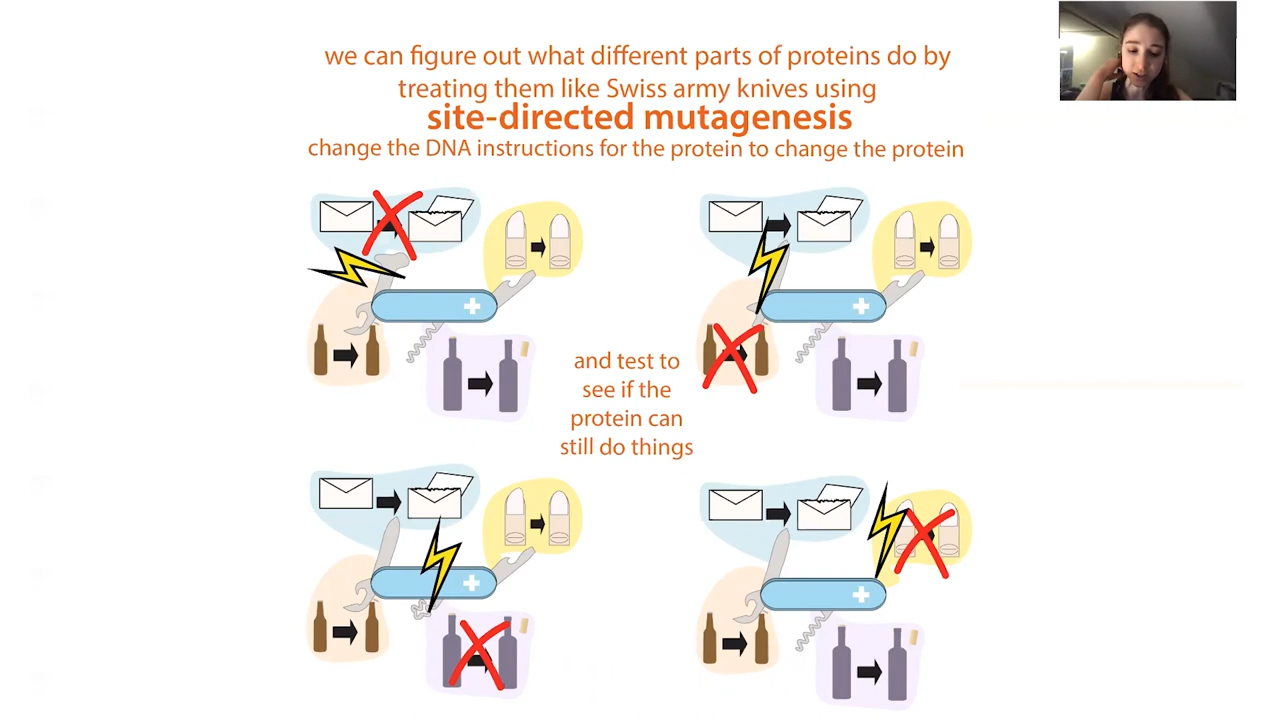 we can figure out what different parts of proteins do by
treating them like Swiss army knives using
site-directed mutagenesis
change the DNA instructions for the protein to change the protein
and test to
see if the
protein can
still do things